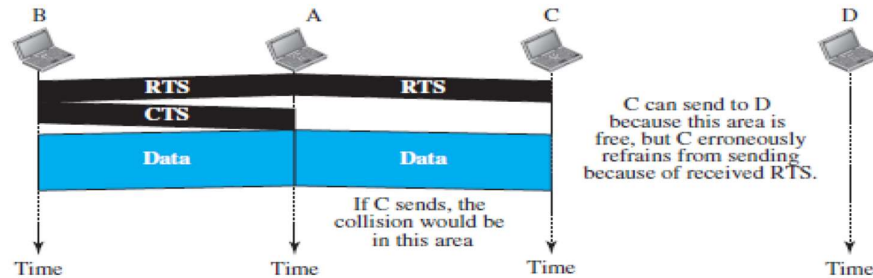 B
A
C
D
RTS
RTS
CTS
Data
Data
C can send to D
because this area is
free, but C erroneously
refrains from sending
because of received RTS.
If C sends, the
collision would be
in this area
Time
Time
Time
Time